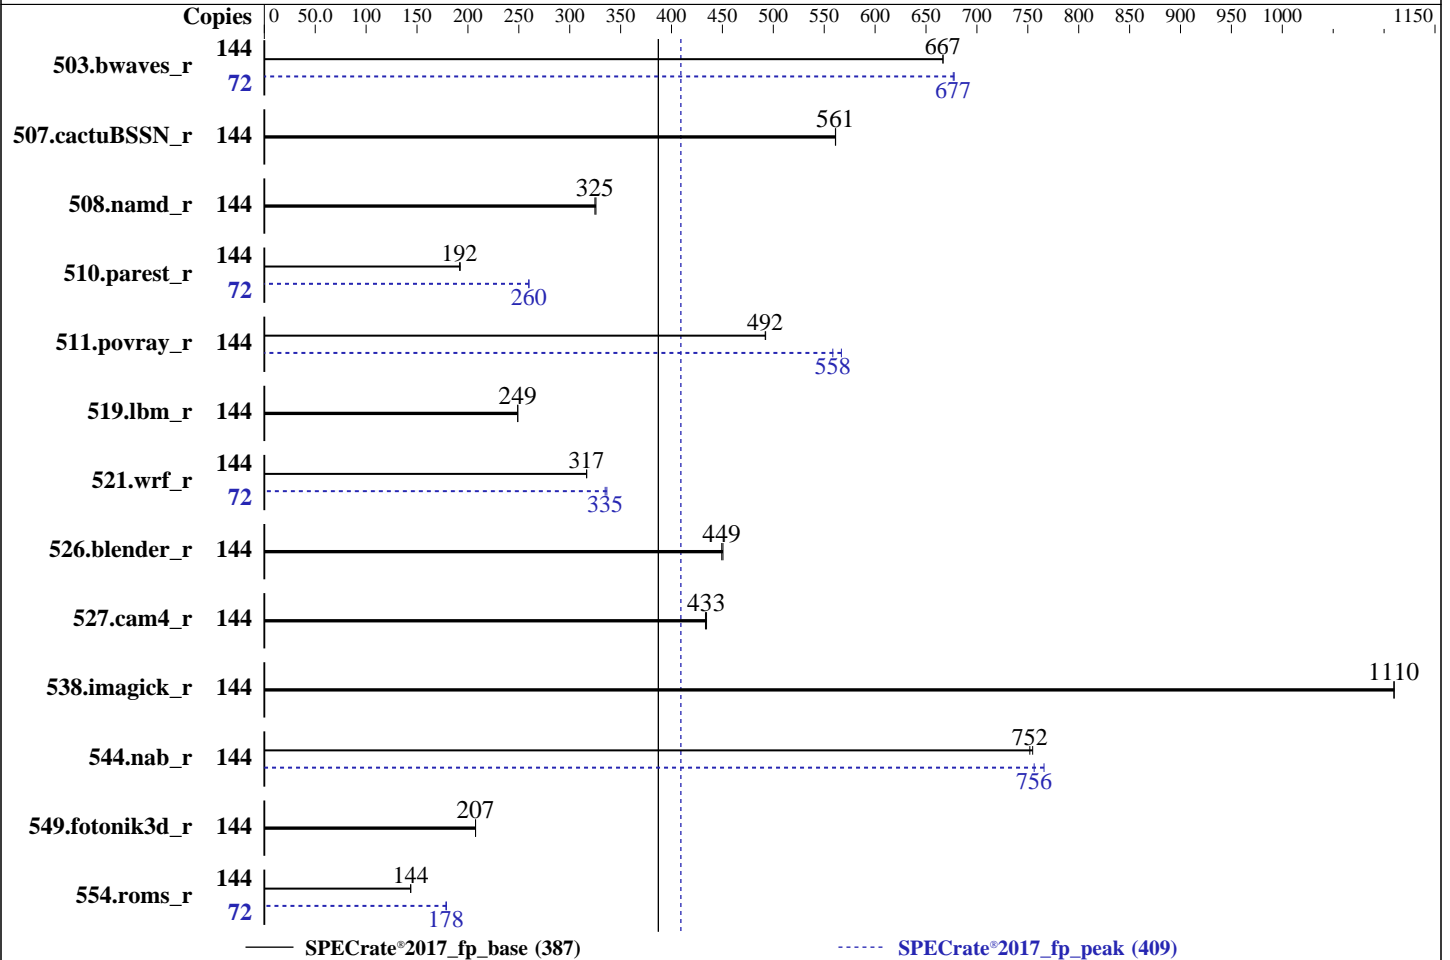 Copies 0 50.0 100 150 200 250 300 350 400 450 500 550 600 650 700 750 800 850 900 950 1000 1150
503.bwaves_r 144 667
72 677
507.cactuBSSN_r 144 561
508.namd_r 144 325
510.parest_r 144 192
72 260
511.povray_r 144 492
558
519.lbm_r 144 249
521.wrf_r 144 317
72 335
526.blender_r 144 449
527.cam4_r 144 433
538.imagick_r 144 1110
544.nab_r 144 752
756
549.fotonik3d_r 144 207
554.roms_r 144 144
72 178
SPECrate®2017_fp_base (387) SPECrate®2017_fp_peak (409)